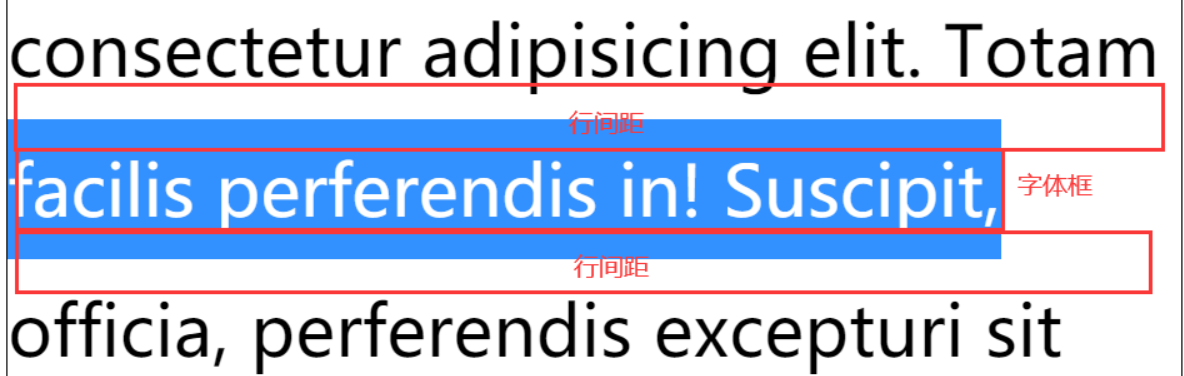 consectetur adipisicing elit. Totam
行间距
facilis perferendis in! Suscipit,
字体框
行间距
officia, perferendis excepturi sit